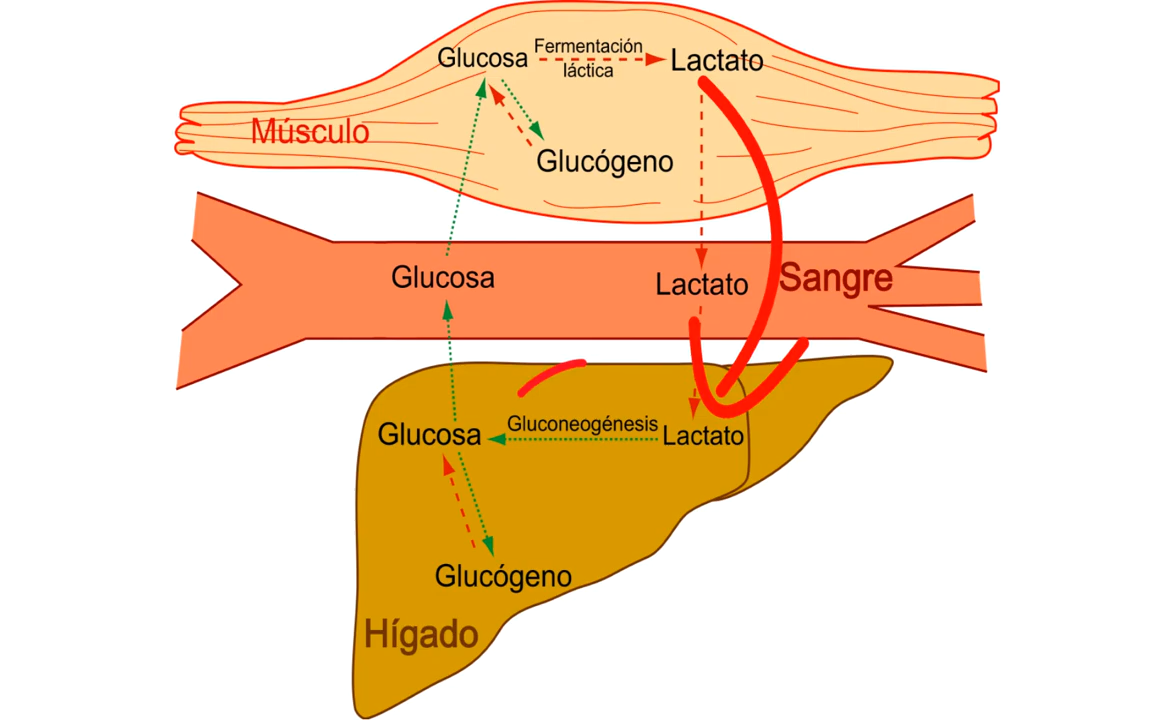 Glucosa
Fermentación
láctica
Lactato
Músculo
Glucógeno
Glucosa
Lactato
Sangre
Glucosa
Gluconeogénesis
Lactato
Glucógeno
Hígado